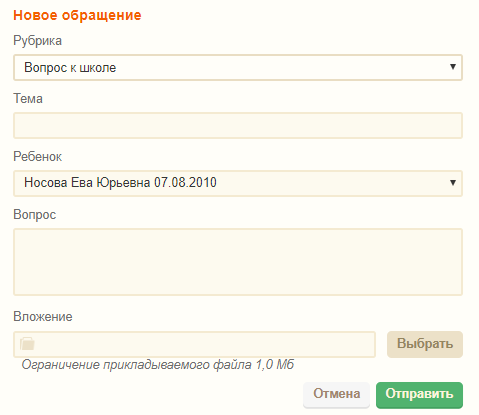 Новое обращение
Рубрика
Вопрос к школе
Тема
Ребенок
Носова Ева Юрьевна 07.08.2010
Вопрос
Вложение
Выбрать
Ограничение прикладываемого файла 1,0 Мб
Отмена Отправить